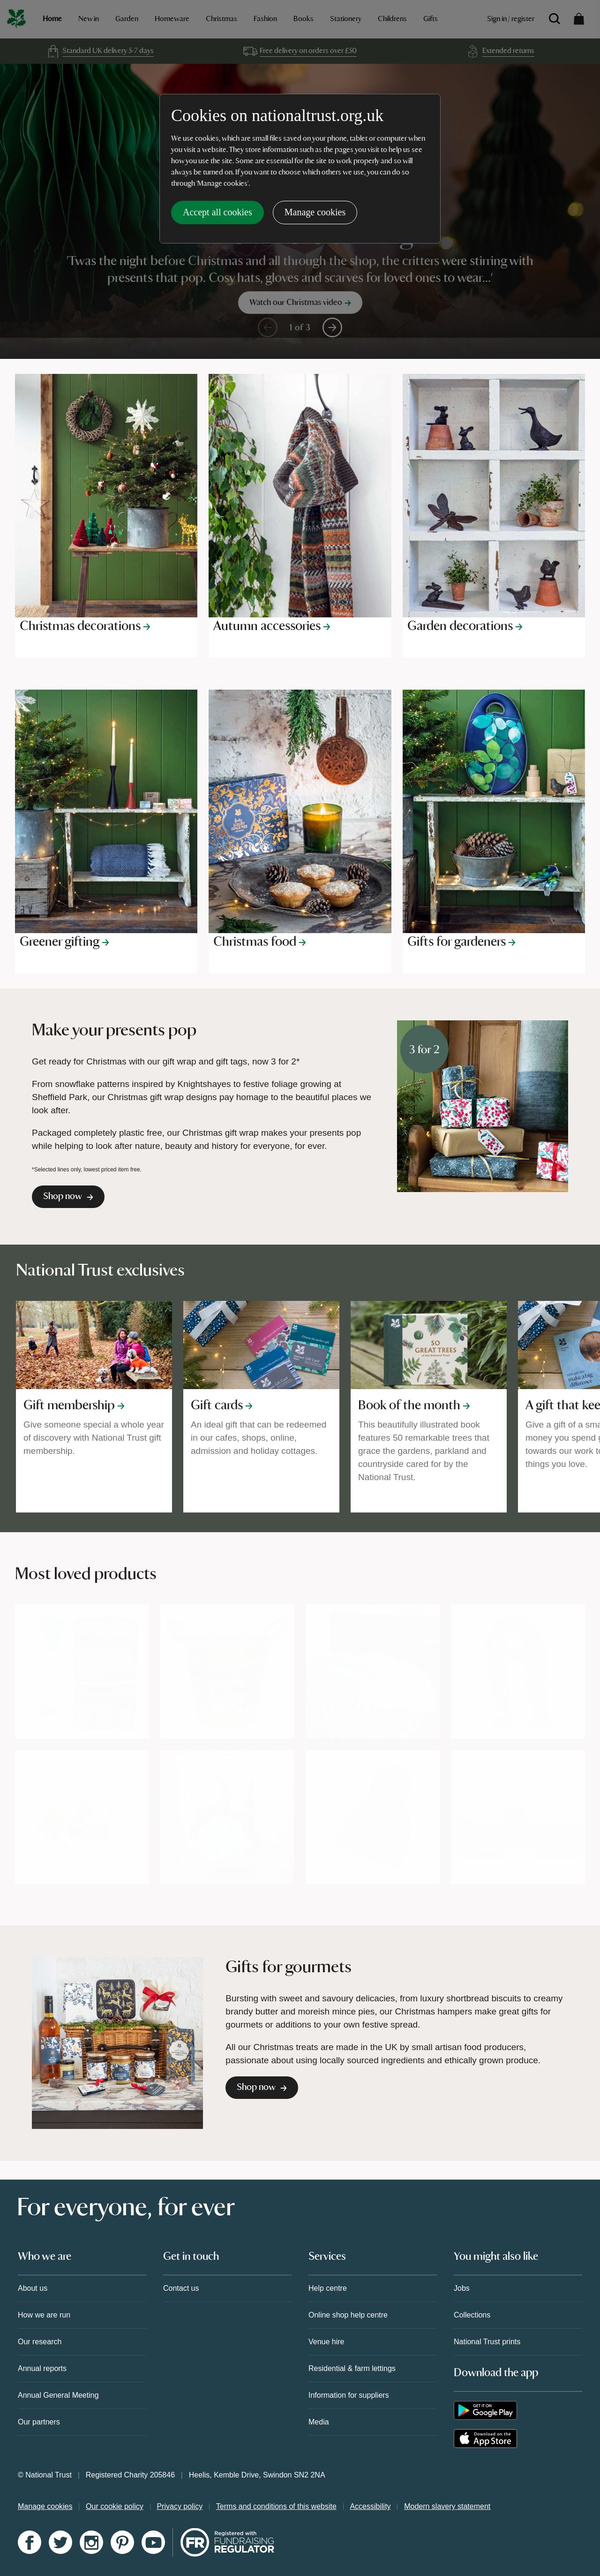 Home
New in
Garden
Homeware
Christmas
Fashion
Books
Stationery
Childrens
Gifts
Sign in / register
Standard UK delivery 5-7 days
Free delivery on orders over £50
Extended returns
Cookies on nationaltrust.org.uk
We use cookies, which are small files saved on your phone, tablet or computer when
you visit a website. They store information such as the pages you visit to help us see
how you use the site. Some are essential for the site to work properly and so will
always be turned on. If you want to choose which others we use, you can do so
through 'Manage cookies'.
Accept all cookies
Manage cookies
'Twas the night before Christmas and all through the shop, the critters were stirring with
presents that pop. Cosy hats, gloves and scarves for loved ones to wear...'
Watch our Christmas video
1 of 3
Christmas decorations
Autumn accessories
Garden decorations
Greener gifting
Christmas food
Gifts for gardeners
Make your presents pop
Get ready for Christmas with our gift wrap and gift tags, now 3 for 2*
From snowflake patterns inspired by Knightshayes to festive foliage growing at
Sheffield Park, our Christmas gift wrap designs pay homage to the beautiful places we
look after.
Packaged completely plastic free, our Christmas gift wrap makes your presents pop
while helping to look after nature, beauty and history for everyone, for ever.
*Selected lines only, lowest priced item free.
Shop now
3 for 2
National Trust exclusives
Gift membership
Give someone special a whole year
of discovery with National Trust gift
membership.
Gift cards
An ideal gift that can be redeemed
in our cafes, shops, online,
admission and holiday cottages.
50
GREAT TREES
Book of the month
This beautifully illustrated book
features 50 remarkable trees that
grace the gardens, parkland and
countryside cared for by the
National Trust.
A gift that kee
Give a gift of a sma
money you spend g
towards our work to
things you love.
Most loved products
Gifts for gourmets
Bursting with sweet and savoury delicacies, from luxury shortbread biscuits to creamy
brandy butter and moreish mince pies, our Christmas hampers make great gifts for
gourmets or additions to your own festive spread.
All our Christmas treats are made in the UK by small artisan food producers,
passionate about using locally sourced ingredients and ethically grown produce.
Shop now
For everyone, for ever
Who we are
About us
How we are run
Our research
Annual reports
Annual General Meeting
Our partners
Get in touch
Contact us
Services
Help centre
Online shop help centre
Venue hire
Residential & farm lettings
Information for suppliers
Media
You might also like
Jobs
Collections
National Trust prints
Download the app
GET IT ON
Google Play
Download on the
App Store
© National Trust | Registered Charity 205846 | Heelis, Kemble Drive, Swindon SN2 2NA
Manage cookies | Our cookie policy | Privacy policy | Terms and conditions of this website | Accessibility | Modern slavery statement
FR
Registered with
FUNDRAISING
REGULATOR